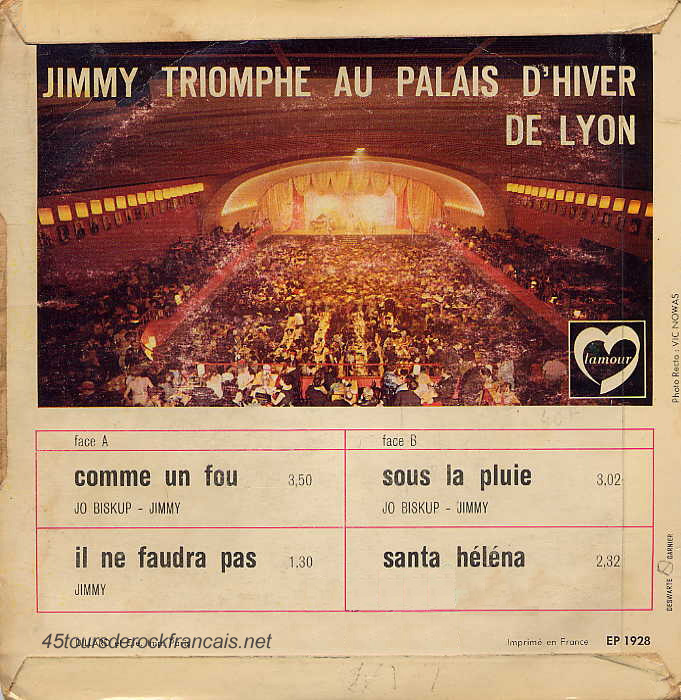 JIMMY TRIOMPHE AU PALAIS D'HIVER
DE LYON
lamour
Photo Recto : VIC NOWAS
face A
comme un fou 3,50
JO BISKUP - JIMMY
il ne faudra pas 1.30
JIMMY
face B
sous la pluie 3,02
JO BISKUP - JIMMY
santa héléna 2,32
DESWARTE GARNIER
45toursderockfrancais.net
Imprimé en France EP 1928